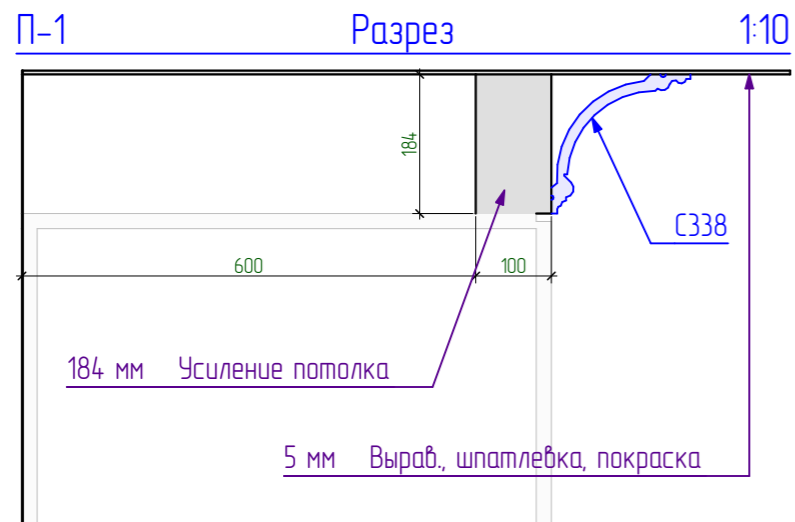 П-1 Разрез 1:10
184
С338
600 100
184 мм Усиление потолка
5 мм Вырав., шпатлевка, покраска